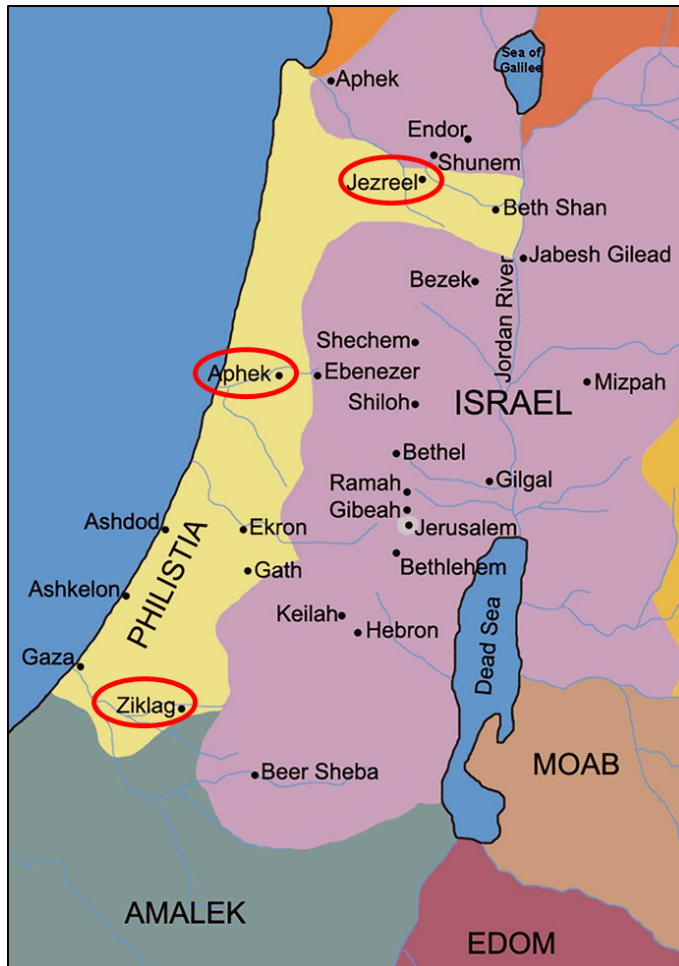 Sea of
Galilee
Aphek
Endor
Shunem
Jezreel
Beth Shan
Jabesh Gilead
Bezek
Jordan River
Shechem
Aphek
Ebenezer
Mizpah
Shiloh
ISRAEL
Bethel
Ramah
Gilgal
Gibeah
Ashdod
Ekron
Jerusalem
PHILISTIA
Gath
Bethlehem
Ashkelon
Keilah
Hebron
Dead Sea
Gaza
Ziklag
Beer Sheba
MOAB
AMALEK
EDOM